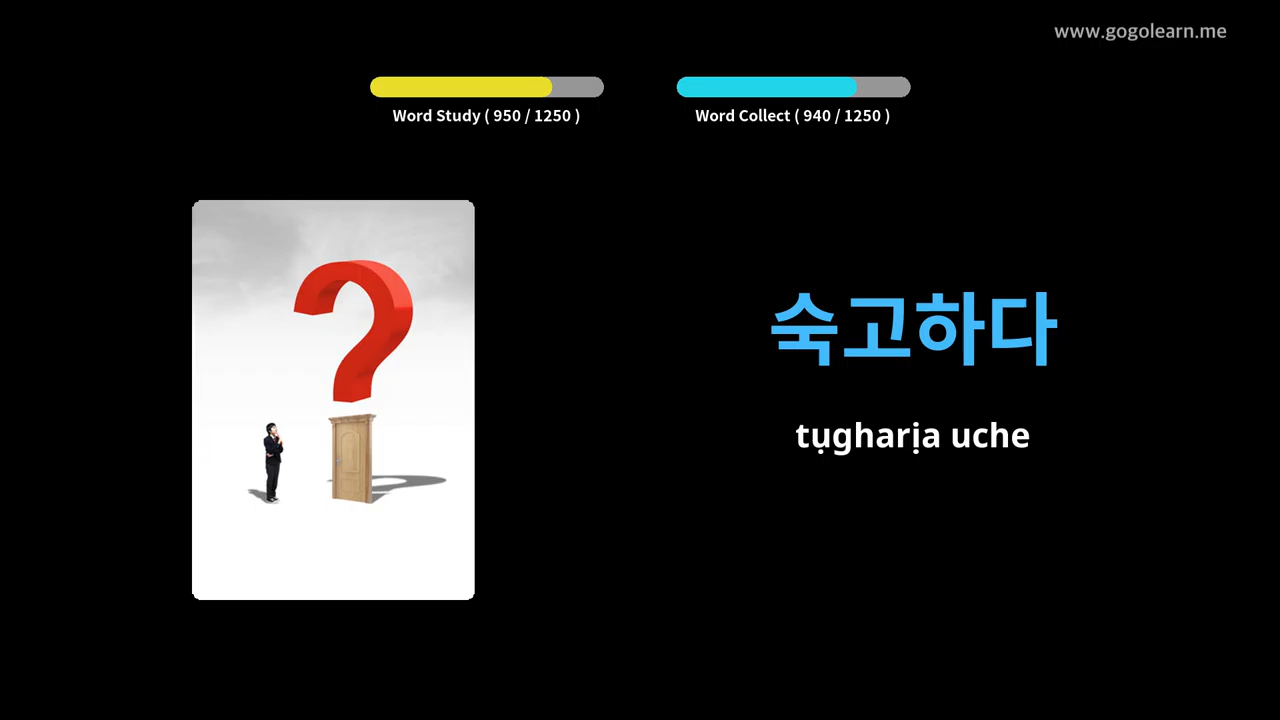 www.gogolearn.me
Word Study ( 950 / 1250 )
Word Collect ( 940 / 1250 )
숙고하다
tụgharịa uche